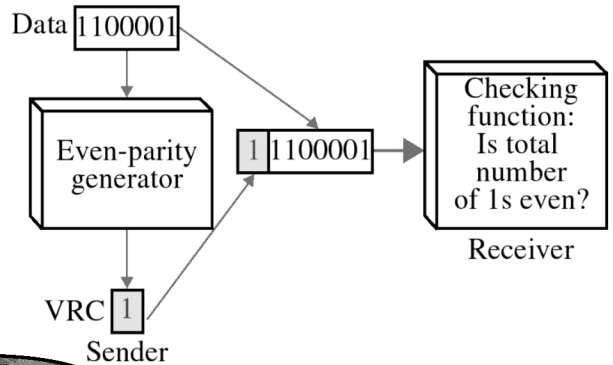 Data 1100001
Even-parity
generator
VRC 1
Sender
1 1100001
Checking
function:
Is total
number
of 1s even?
Receiver